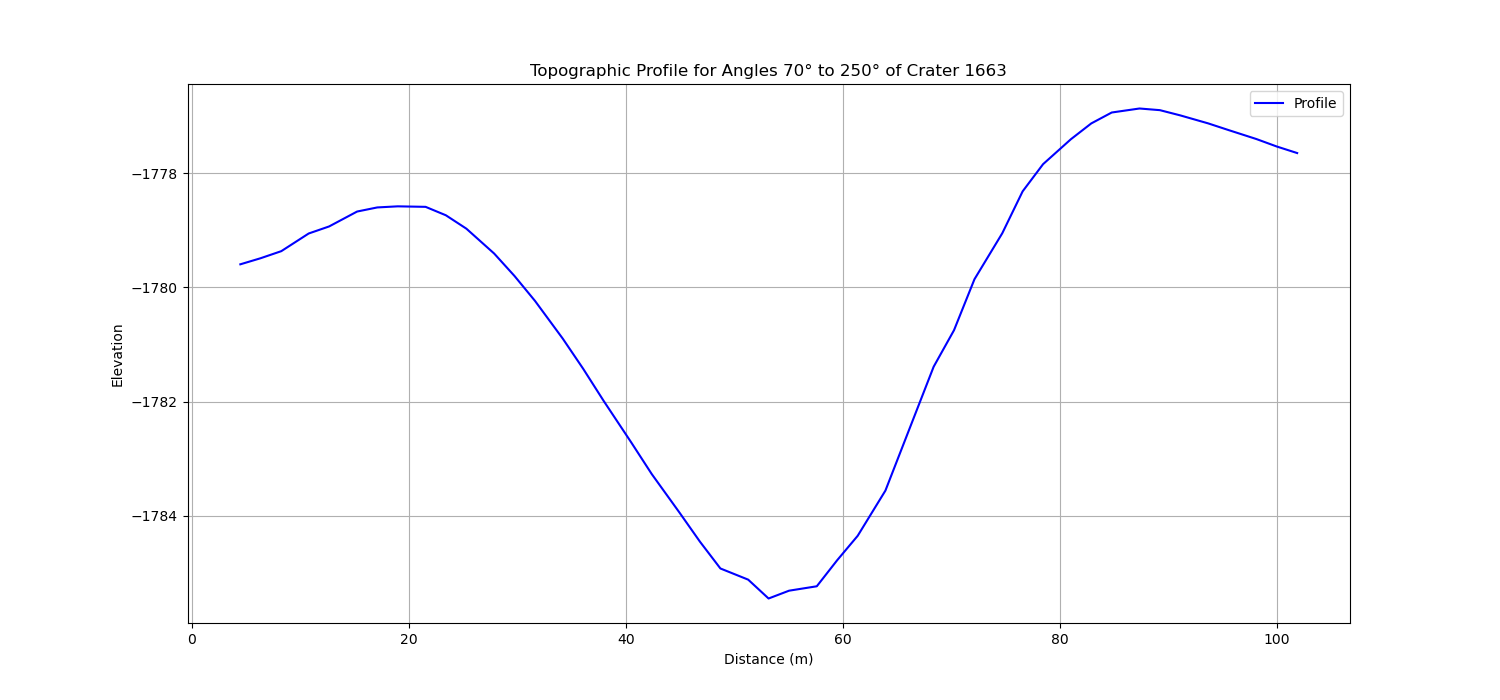 Topographic Profile for Angles 70° to 250° of Crater 1663
Profile
−1778
−1780
−1782
−1784
Elevation
0 20 40 60 80 100
Distance (m)